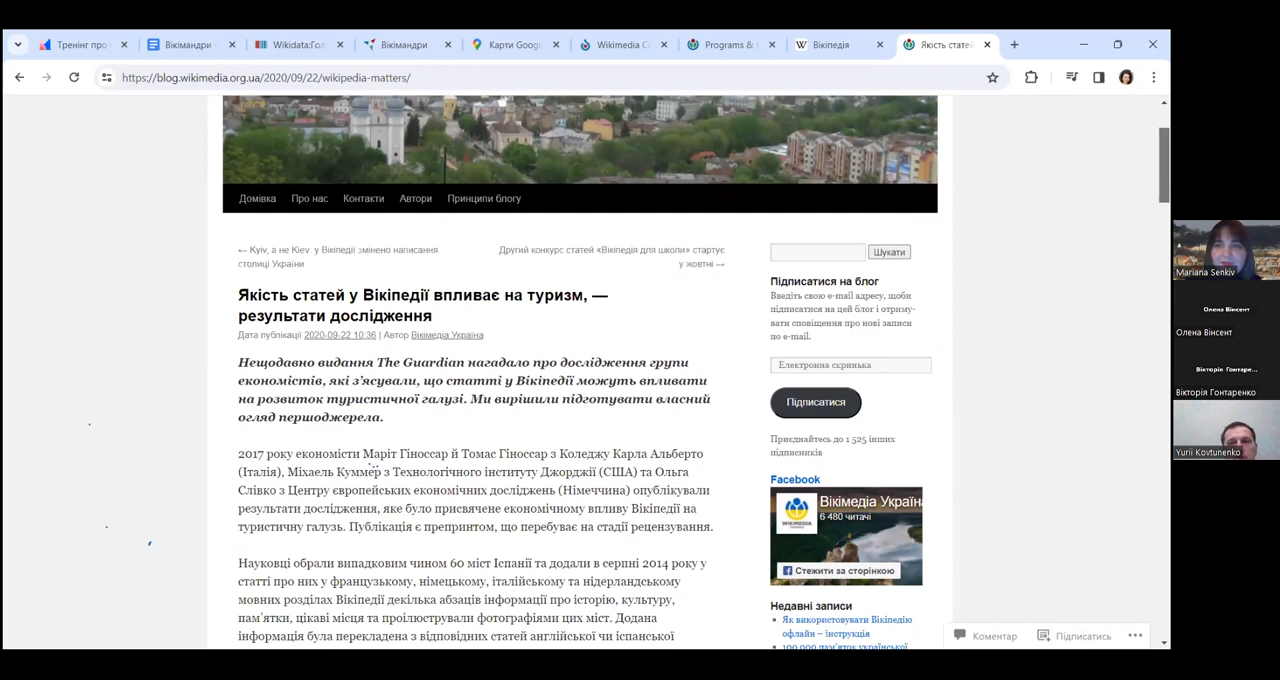 Тренінг про
Вікімандри
Wikidata:Гол
Вікімандри
Карти Googl
Wikimedia C
Programs &
Вікіпедія
Якість статей
https://blog.wikimedia.org.ua/2020/09/22/wikipedia-matters/
Домівка Про нас Контакти Автори Принципи блогу
← Kyiv, а не Kiev: у Вікіпедії змінено написання
столиці України
Другий конкурс статей «Вікіпедія для школи» стартує
у жовтні →
Якість статей у Вікіпедії впливає на туризм, —
результати дослідження
Дата публікації 2020-09-22 10:36 | Автор Вікімедіа Україна
Нещодавно видання The Guardian нагадало про дослідження групи
економістів, які з’ясували, що статті у Вікіпедії можуть впливати
на розвиток туристичної галузі. Ми вирішили підготувати власний
огляд першоджерела.
2017 року економісти Маріт Гіноссар й Томас Гіноссар з Коледжу Карла Альберто
(Італія), Міхаель Куммер з Технологічного інституту Джорджії (США) та Ольга
Слівко з Центру європейських економічних досліджень (Німеччина) опублікували
результати дослідження, яке було присвячене економічному впливу Вікіпедії на
туристичну галузь. Публікація є препринтом, що перебуває на стадії рецензування.
Науковці обрали випадковим чином 60 міст Іспанії та додали в серпні 2014 року у
статті про них у французькому, німецькому, італійському та нідерландському
мовних розділах Вікіпедії декілька абзаців інформації про історію, культуру,
пам’ятки, цікаві місця та проілюстрували фотографіями цих міст. Додана
інформація була перекладена з відповідних статей англійської чи іспанської
Шукати
Підписатися на блог
Введіть свою e-mail адресу, щоби
підписатися на цей блог і отриму-
вати сповіщення про нові записи
по e-mail.
Електронна скринька
Підписатися
Приєднайтесь до 1 525 інших
підписників
Facebook
Вікімедіа Україна
6 480 читачі
WIKIMEDIA
Стежити за сторінкою
Недавні записи
Як використовувати Вікіпедію
офлайн – інструкція
100 000 пам’яток української
Коментар Підписатись
Mariana Senkiv
Олена Вінсент
Олена Вінсент
Вікторія Гонтаре...
Вікторія Гонтаренко
Yurii Kovtunenko